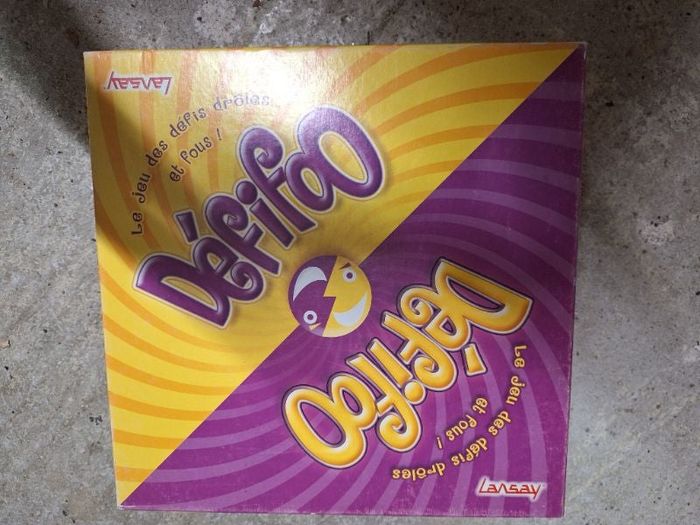 Lansay
Le jeu des défis drôles
et fous !
Défifoo
Défifoo
Le jeu des défis drôles
et fous !
Lansay